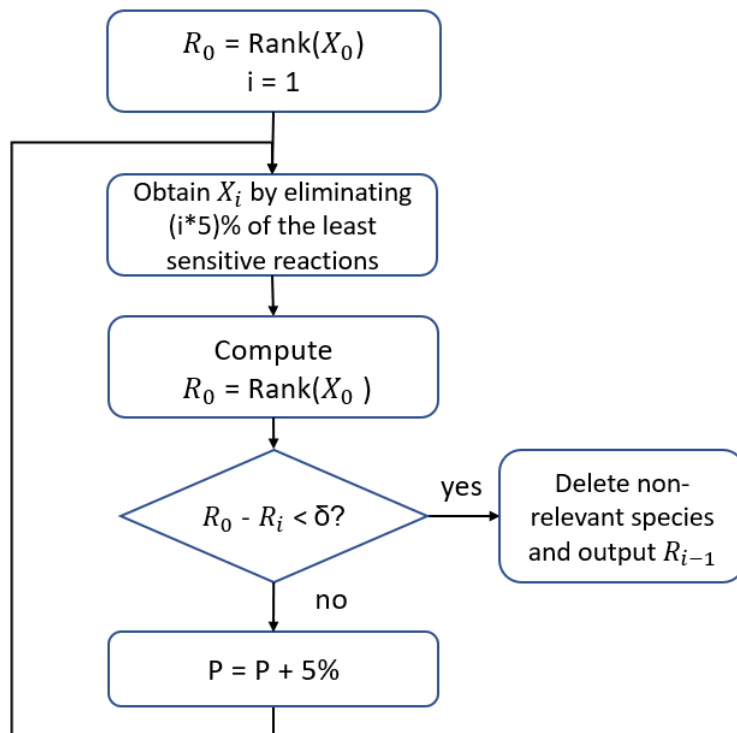 R₀ = Rank(X₀)
i = 1
Obtain Xᵢ by eliminating
(i*5)% of the least
sensitive reactions
Compute
R₀ = Rank(X₀ )
R₀ - Rᵢ < δ?
yes
Delete non-
relevant species
and output Rᵢ₋₁
no
P = P + 5%